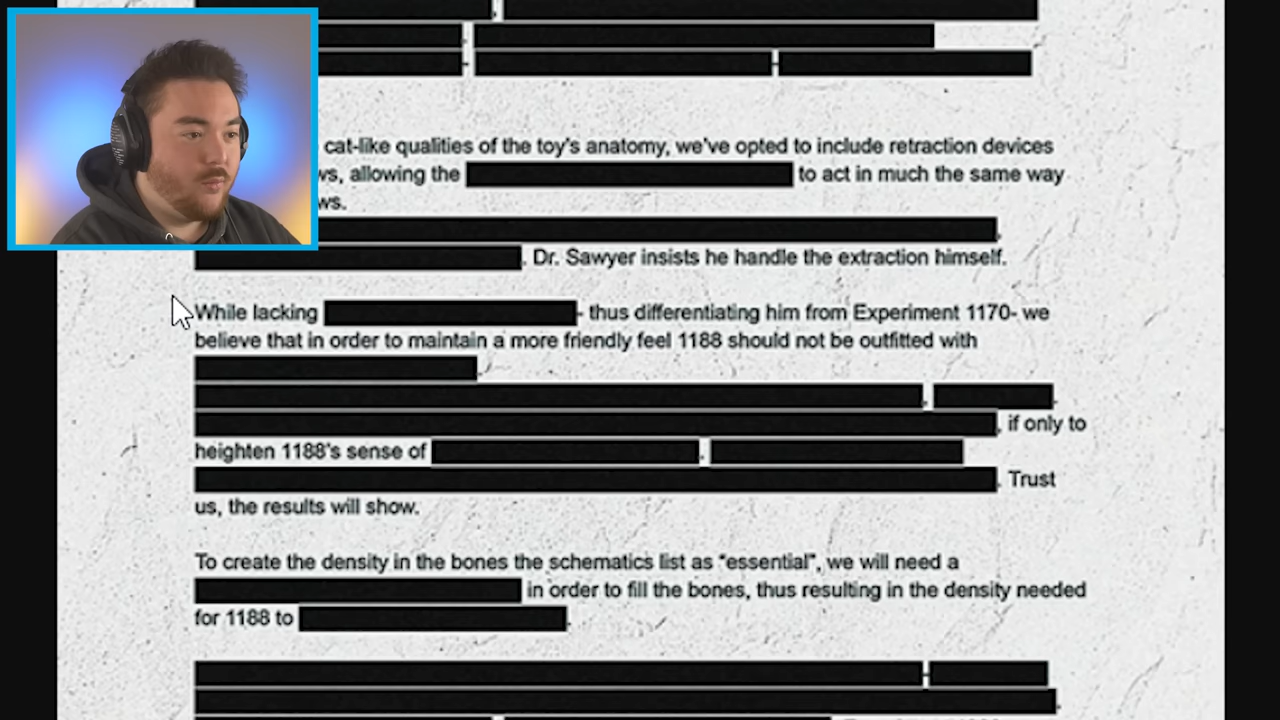 cat-like qualities of the toy's anatomy, we've opted to include retraction devices
ws, allowing the to act in much the same way
ws.
. Dr. Sawyer insists he handle the extraction himself.
While lacking - thus differentiating him from Experiment 1170- we
believe that in order to maintain a more friendly feel 1188 should not be outfitted with
, if only to
heighten 1188's sense of . 
. Trust
us, the results will show.
To create the density in the bones the schematics list as "essential", we will need a
in order to fill the bones, thus resulting in the density needed
for 1188 to .